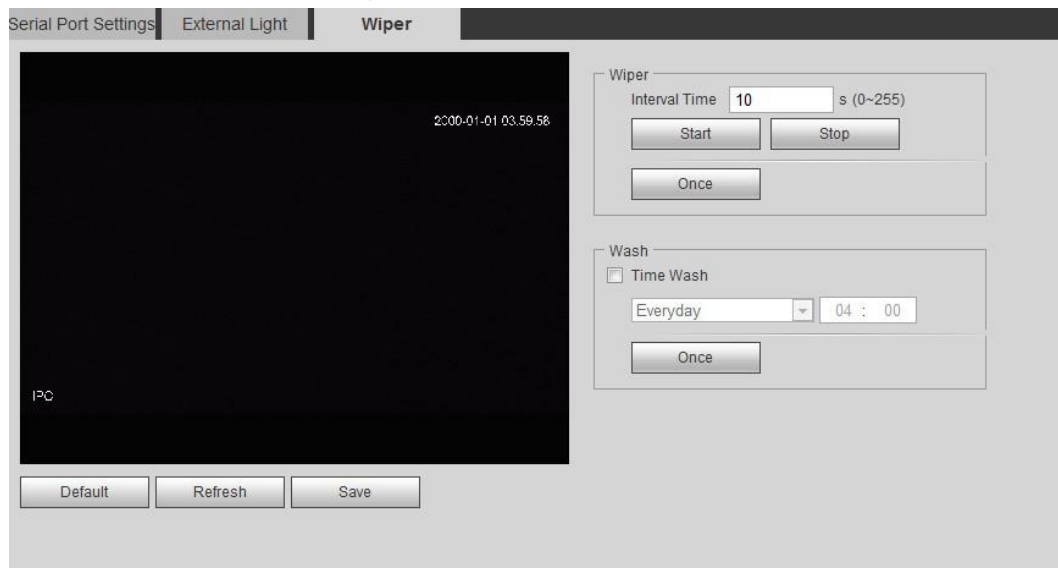 Serial Port Settings External Light Wiper
2000-01-01 03:59:58
IPC
Default Refresh Save
Wiper
Interval Time 10 s (0~255)
Start Stop
Once
Wash
Time Wash
Everyday 04 : 00
Once